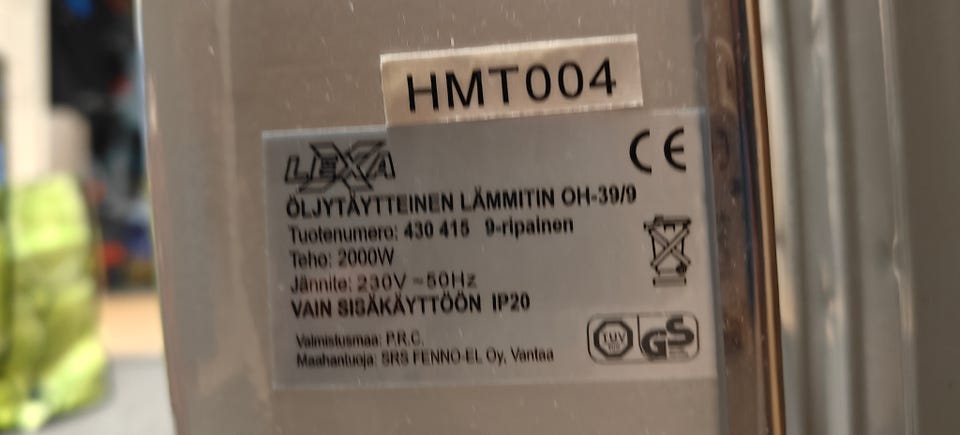 HMT004
LEXA
CE
ÖLJYTÄYTTEINEN LÄMMITIN OH-39/9
Tuotenumero: 430 415 9-ripainen
Teho: 2000W
Jännite: 230V ~50Hz
VAIN SISÄKÄYTTÖÖN IP20
Valmistusmaa: P.R.C.
Maahantuoja: SRS FENNO-EL Oy, Vantaa
TUV GS